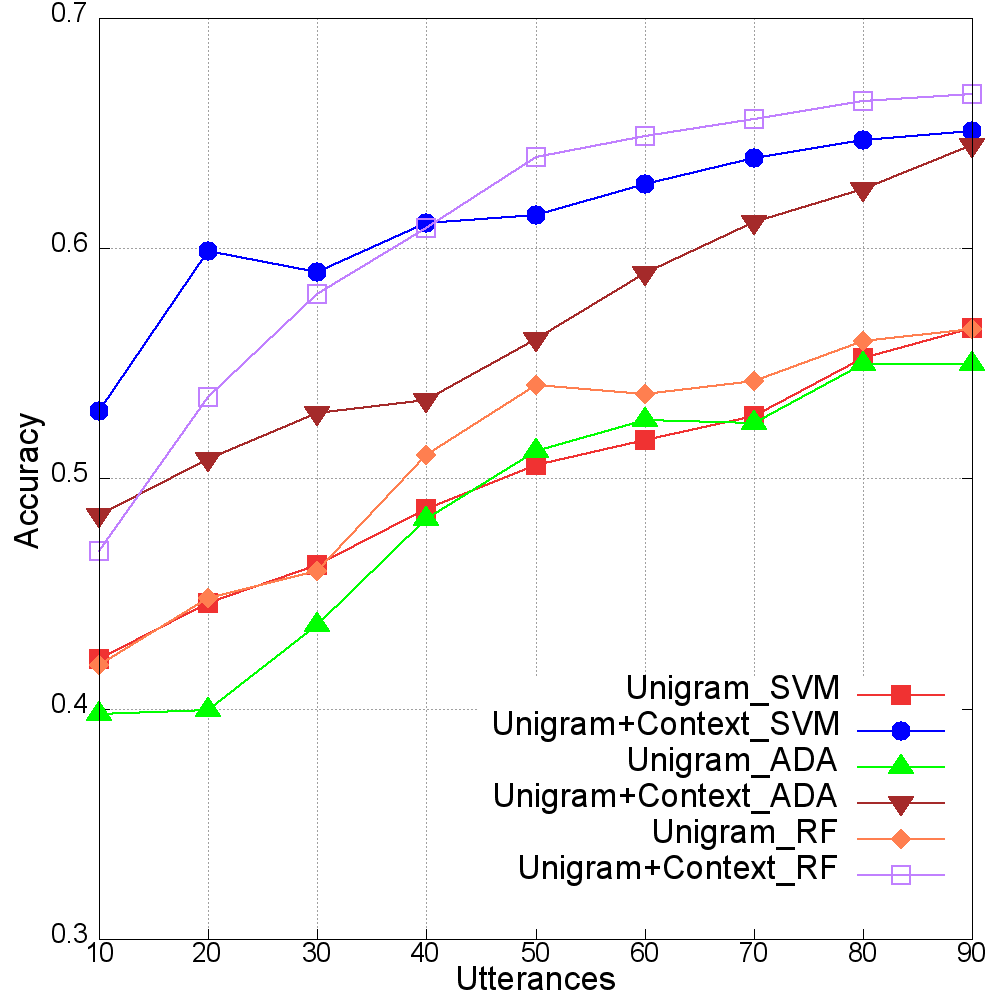 0.7
0.6
0.5
0.4
0.3
Accuracy
Unigram_SVM
Unigram+Context_SVM
Unigram_ADA
Unigram+Context_ADA
Unigram_RF
Unigram+Context_RF
10 20 30 40 50 60 70 80 90
Utterances